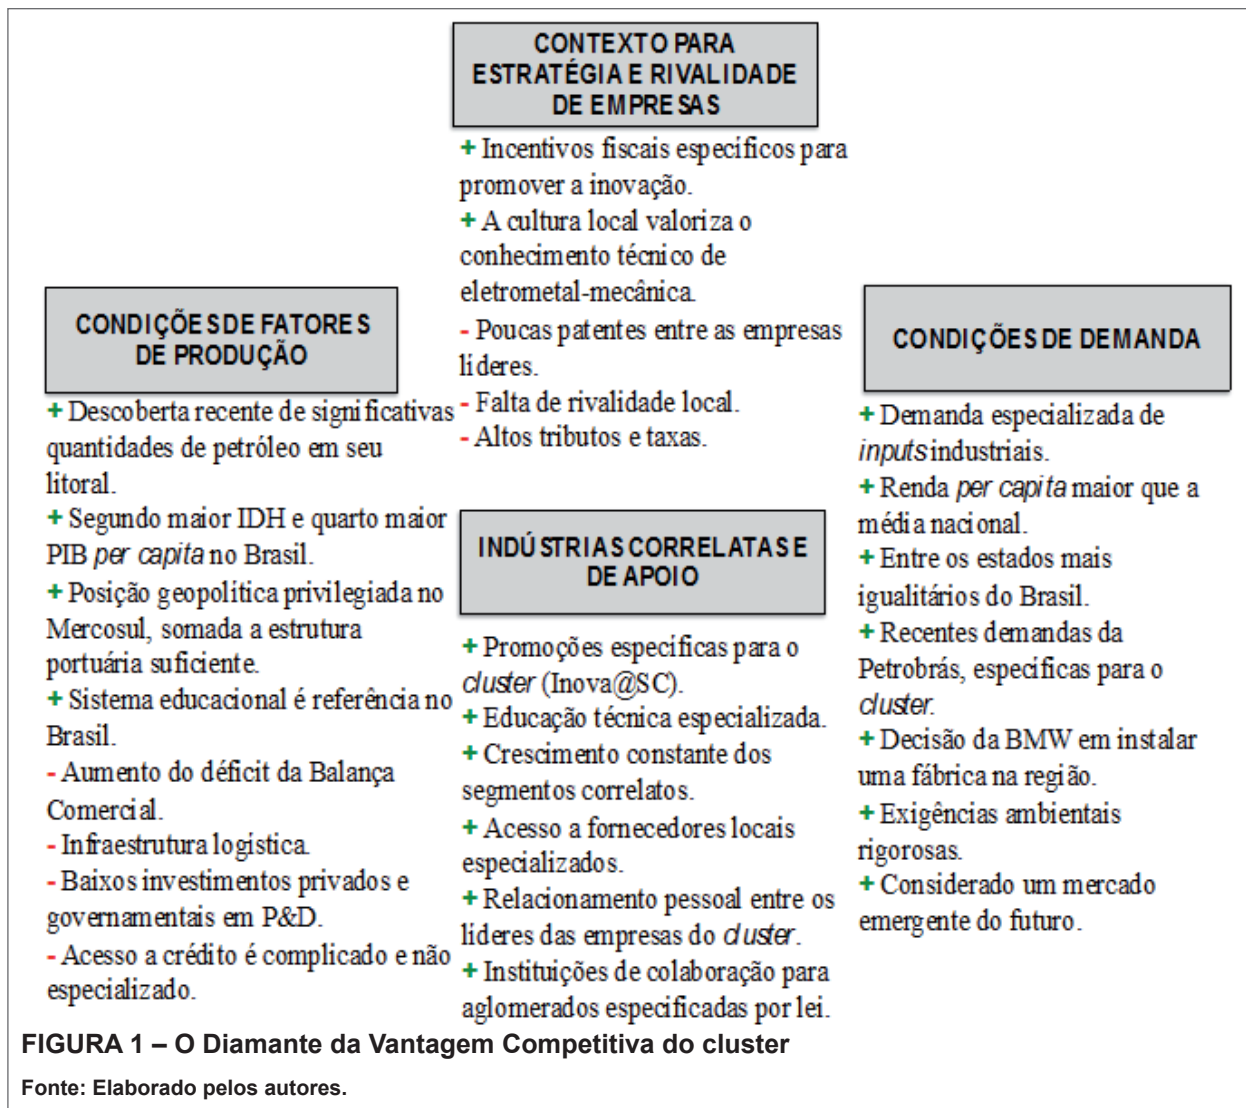 CONTEXTO PARA
ESTRATÉGIA E RIVALIDADE
DE EMPRESAS
+ Incentivos fiscais específicos para
promover a inovação.
+ A cultura local valoriza o
conhecimento técnico de
eletrometal-mecânica.
- Poucas patentes entre as empresas
líderes.
- Falta de rivalidade local.
- Altos tributos e taxas.
CONDIÇÕES DE FATORES
DE PRODUÇÃO
+ Descoberta recente de significativas
quantidades de petróleo em seu
litoral.
+ Segundo maior IDH e quarto maior
PIB per capita no Brasil.
+ Posição geopolítica privilegiada no
Mercosul, somada a estrutura
portuária suficiente.
+ Sistema educacional é referência no
Brasil.
- Aumento do déficit da Balança
Comercial.
- Infraestrutura logística.
- Baixos investimentos privados e
governamentais em P&D.
- Acesso a crédito é complicado e não
especializado.
INDÚSTRIAS CORRELATAS E
DE APOIO
+ Promoções específicas para o
cluster (Inova@SC).
+ Educação técnica especializada.
+ Crescimento constante dos
segmentos correlatos.
+ Acesso a fornecedores locais
especializados.
+ Relacionamento pessoal entre os
líderes das empresas do cluster.
+ Instituições de colaboração para
aglomerados especificadas por lei.
CONDIÇÕES DE DEMANDA
+ Demanda especializada de
inputs industriais.
+ Renda per capita maior que a
média nacional.
+ Entre os estados mais
igualitários do Brasil.
+ Recentes demandas da
Petrobrás, específicas para o
cluster.
+ Decisão da BMW em instalar
uma fábrica na região.
+ Exigências ambientais
rigorosas.
+ Considerado um mercado
emergente do futuro.
FIGURA 1 – O Diamante da Vantagem Competitiva do cluster
Fonte: Elaborado pelos autores.